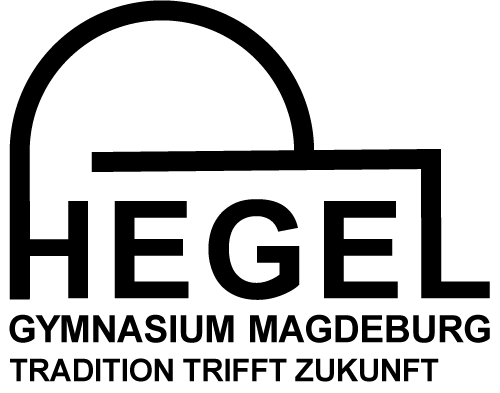 HEGEL
GYMNASIUM MAGDEBURG
TRADITION TRIFFT ZUKUNFT